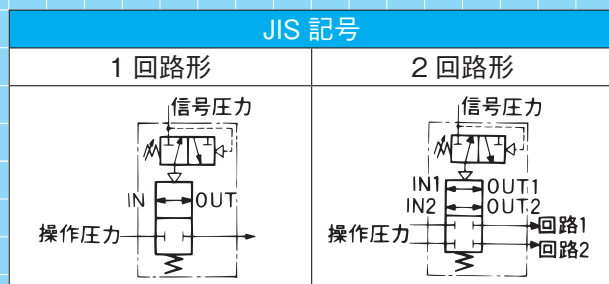 JIS 記号
1 回路形
2 回路形
信号圧力
IN
OUT
操作圧力
信号圧力
IN1
OUT1
IN2
OUT2
操作圧力
回路1
回路2